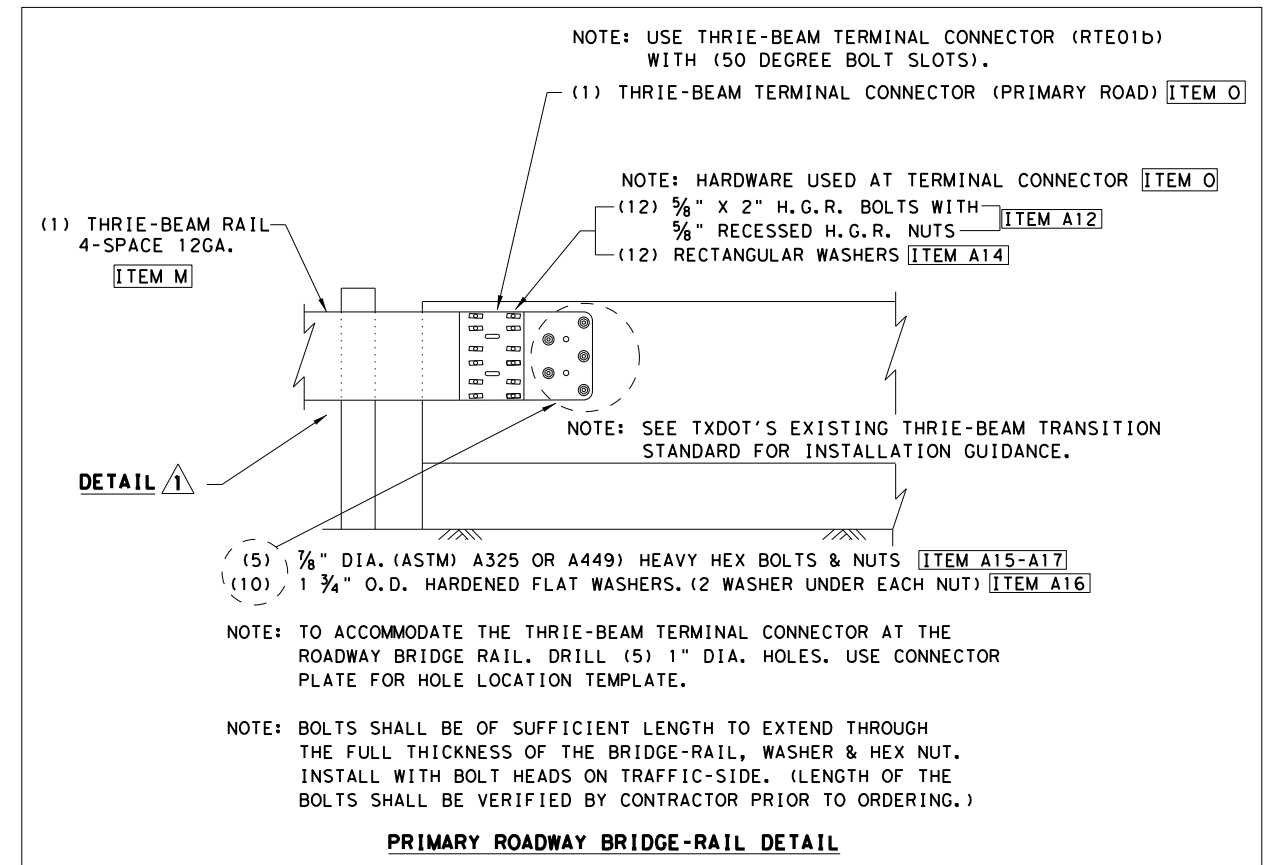 NOTE: USE THRIE-BEAM TERMINAL CONNECTOR (RTE01b)
WITH (50 DEGREE BOLT SLOTS).
(1) THRIE-BEAM TERMINAL CONNECTOR (PRIMARY ROAD) ITEM O
NOTE: HARDWARE USED AT TERMINAL CONNECTOR ITEM O
(12) 5/8" X 2" H.G.R. BOLTS WITH
5/8" RECESSED H.G.R. NUTS ITEM A12
(12) RECTANGULAR WASHERS ITEM A14
(1) THRIE-BEAM RAIL
4-SPACE 12GA.
ITEM M
NOTE: SEE TXDOT'S EXISTING THRIE-BEAM TRANSITION
STANDARD FOR INSTALLATION GUIDANCE.
DETAIL 1
(5) 7/8" DIA. (ASTM) A325 OR A449) HEAVY HEX BOLTS & NUTS ITEM A15-A17
(10) 1 3/4" O.D. HARDENED FLAT WASHERS. (2 WASHER UNDER EACH NUT) ITEM A16
NOTE: TO ACCOMMODATE THE THRIE-BEAM TERMINAL CONNECTOR AT THE
ROADWAY BRIDGE RAIL. DRILL (5) 1" DIA. HOLES. USE CONNECTOR
PLATE FOR HOLE LOCATION TEMPLATE.
NOTE: BOLTS SHALL BE OF SUFFICIENT LENGTH TO EXTEND THROUGH
THE FULL THICKNESS OF THE BRIDGE-RAIL, WASHER & HEX NUT.
INSTALL WITH BOLT HEADS ON TRAFFIC-SIDE. (LENGTH OF THE
BOLTS SHALL BE VERIFIED BY CONTRACTOR PRIOR TO ORDERING.)
PRIMARY ROADWAY BRIDGE-RAIL DETAIL